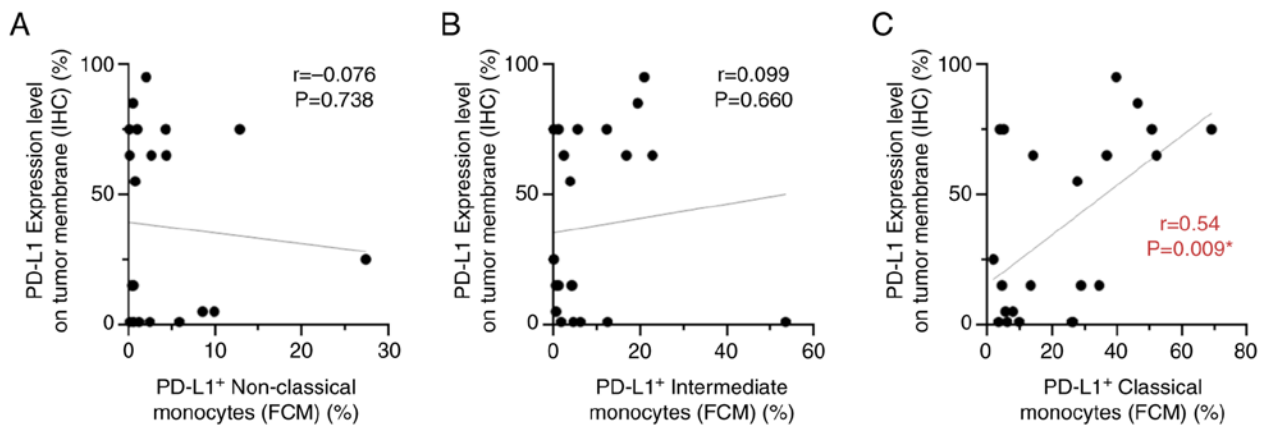 A
PD-L1 Expression level
on tumor membrane (IHC) (%)
100
50
0
r=−0.076
P=0.738
0
10
20
30
PD-L1+ Non-classical
monocytes (FCM) (%)
B
PD-L1 Expression level
on tumor membrane (IHC) (%)
100
50
0
r=0.099
P=0.660
0
20
40
60
PD-L1+ Intermediate
monocytes (FCM) (%)
C
PD-L1 Expression level
on tumor membrane (IHC) (%)
100
50
0
r=0.54
P=0.009*
0
20
40
60
80
PD-L1+ Classical
monocytes (FCM) (%)